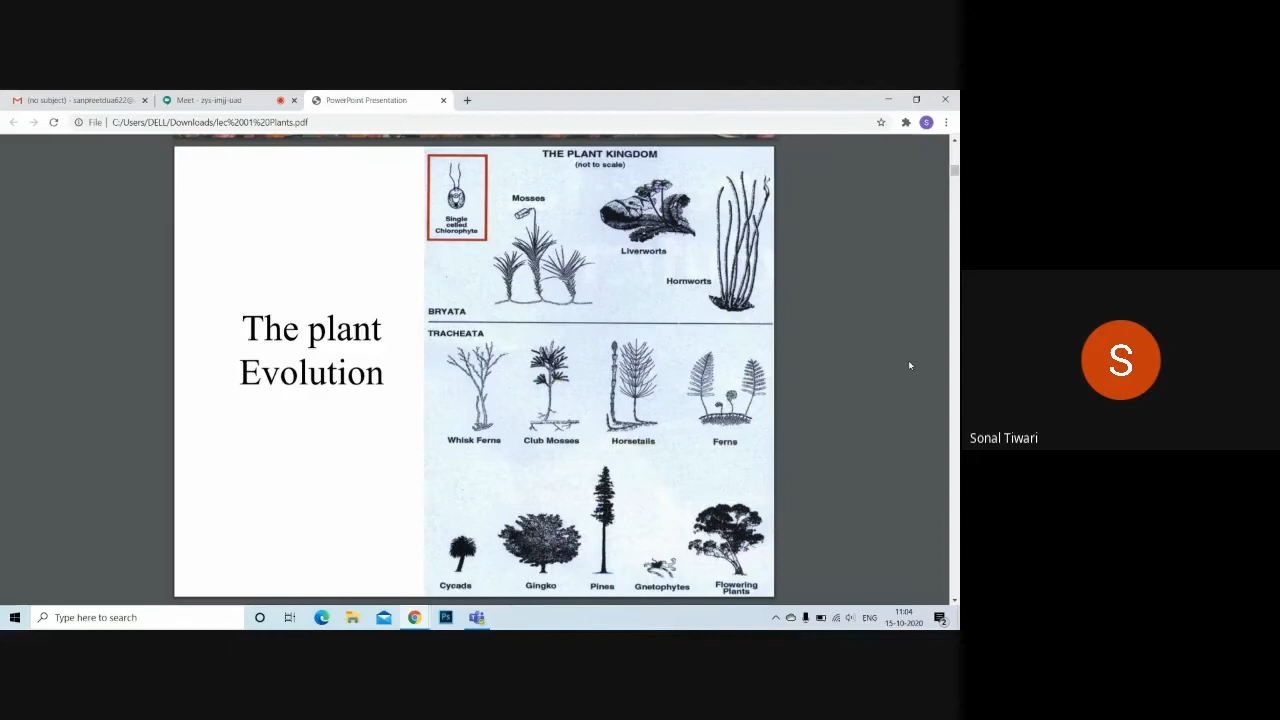 (no subject) - sanpreetdua622@
Meet - zys-imjj-uad
PowerPoint Presentation
File | C:/Users/DELL/Downloads/lec%2001%20Plants.pdf
S
The plant
Evolution
THE PLANT KINGDOM
(not to scale)
Single
celled
Chlorophyte
Mosses
Liverworts
Hornworts
BRYATA
TRACHEATA
Whisk Ferns
Club Mosses
Horsetails
Ferns
Cycads
Gingko
Pines
Gnetophytes
Flowering
Plants
S
Sonal Tiwari
Type here to search
Ps
ENG
11:04
15-10-2020
2